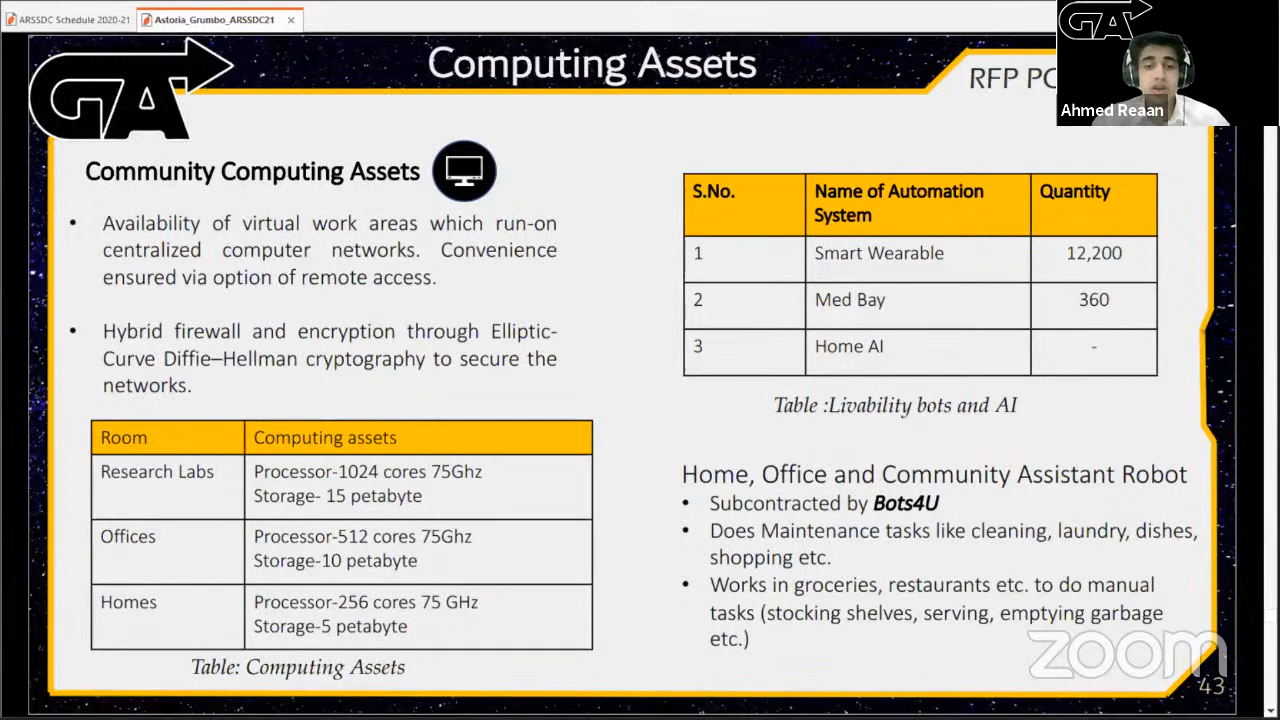 ARSSDC Schedule 2020-21
Astoria_Grumbo_ARSSDC21
GA
Computing Assets
RFP PO
GA
Ahmed Reaan
Community Computing Assets
• Availability of virtual work areas which run-on
centralized computer networks. Convenience
ensured via option of remote access.
• Hybrid firewall and encryption through Elliptic-
Curve Diffie–Hellman cryptography to secure the
networks.
Room Computing assets
Research Labs Processor-1024 cores 75Ghz
Storage- 15 petabyte
Offices Processor-512 cores 75Ghz
Storage-10 petabyte
Homes Processor-256 cores 75 GHz
Storage-5 petabyte
Table: Computing Assets
S.No. Name of Automation Quantity
System
1 Smart Wearable 12,200
2 Med Bay 360
3 Home AI -
Table :Livability bots and AI
Home, Office and Community Assistant Robot
• Subcontracted by Bots4U
• Does Maintenance tasks like cleaning, laundry, dishes,
shopping etc.
• Works in groceries, restaurants etc. to do manual
tasks (stocking shelves, serving, emptying garbage
etc.)
zoom
43